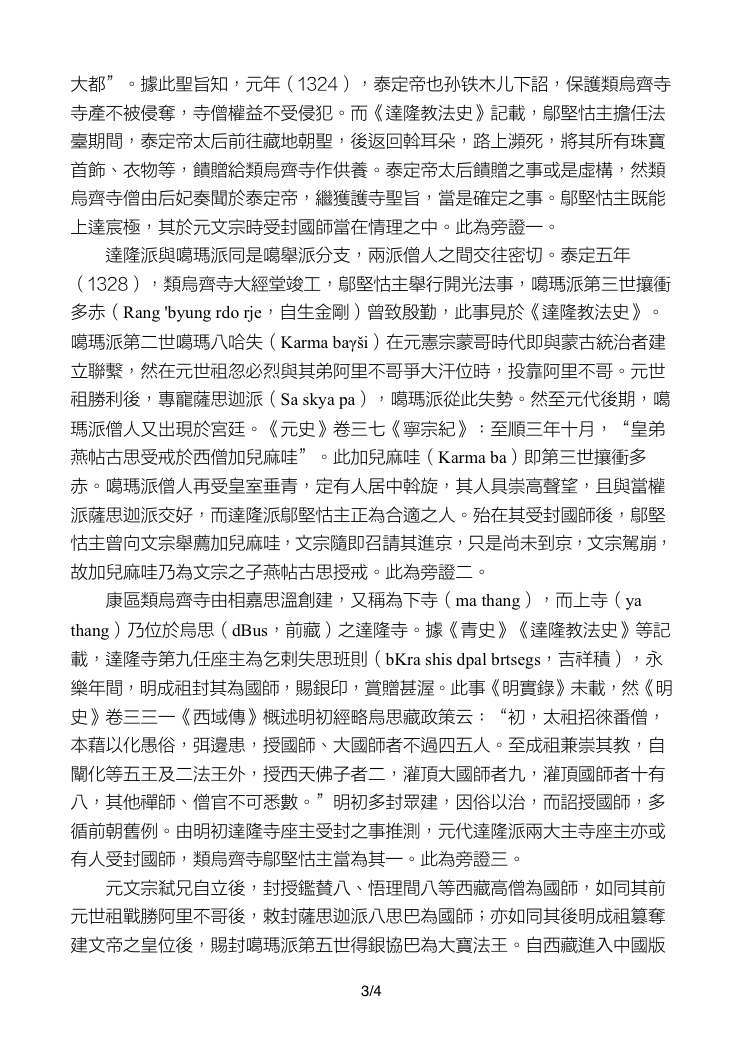 大都”。據此聖旨知，元年（1324），泰定帝也孙铁木儿下詔，保護類烏齊寺
寺產不被侵奪，寺僧權益不受侵犯。而《達隆教法史》記載，鄔堅怙主擔任法
臺期間，泰定帝太后前往藏地朝聖，後返回斡耳朵，路上瀕死，將其所有珠寶
首飾、衣物等，饋贈給類烏齊寺作供養。泰定帝太后饋贈之事或是虛構，然類
烏齊寺僧由后妃奏聞於泰定帝，繼獲護寺聖旨，當是確定之事。鄔堅怙主既能
上達宸極，其於元文宗時受封國師當在情理之中。此為旁證一。
達隆派與噶瑪派同是噶舉派分支，兩派僧人之間交往密切。泰定五年
（1328），類烏齊寺大經堂竣工，鄔堅怙主舉行開光法事，噶瑪派第三世攘衝
多赤（Rang 'byung rdo rje，自生金剛）曾致殷勤，此事見於《達隆教法史》。
噶瑪派第二世噶瑪八哈失（Karma baγši）在元憲宗蒙哥時代即與蒙古統治者建
立聯繫，然在元世祖忽必烈與其弟阿里不哥爭大汗位時，投靠阿里不哥。元世
祖勝利後，專寵薩思迦派（Sa skya pa），噶瑪派從此失勢。然至元代後期，噶
瑪派僧人又出現於宮廷。《元史》卷三七《寧宗紀》：至順三年十月，“皇弟
燕帖古思受戒於西僧加兒麻哇”。此加兒麻哇（Karma ba）即第三世攘衝多
赤。噶瑪派僧人再受皇室垂青，定有人居中斡旋，其人具崇高聲望，且與當權
派薩思迦派交好，而達隆派鄔堅怙主正為合適之人。殆在其受封國師後，鄔堅
怙主曾向文宗舉薦加兒麻哇，文宗隨即召請其進京，只是尚未到京，文宗駕崩，
故加兒麻哇乃為文宗之子燕帖古思授戒。此為旁證二。
康區類烏齊寺由相嘉思溫創建，又稱為下寺（ma thang），而上寺（ya
thang）乃位於烏思（dBus，前藏）之達隆寺。據《青史》《達隆教法史》等記
載，達隆寺第九任座主為乞剌失思班則（bKra shis dpal brtsegs，吉祥積），永
樂年間，明成祖封其為國師，賜銀印，賞贈甚渥。此事《明實錄》未載，然《明
史》卷三三一《西域傳》概述明初經略烏思藏政策云：“初，太祖招徠番僧，
本藉以化愚俗，弭邊患，授國師、大國師者不過四五人。至成祖兼崇其教，自
闡化等五王及二法王外，授西天佛子者二，灌頂大國師者九，灌頂國師者十有
八，其他禪師、僧官不可悉數。”明初多封眾建，因俗以治，而詔授國師，多
循前朝舊例。由明初達隆寺座主受封之事推測，元代達隆派兩大主寺座主亦或
有人受封國師，類烏齊寺鄔堅怙主當為其一。此為旁證三。
元文宗弒兄自立後，封授鑑賛八、悟理間八等西藏高僧為國師，如同其前
元世祖戰勝阿里不哥後，敕封薩思迦派八思巴為國師；亦如同其後明成祖篡奪
建文帝之皇位後，賜封噶瑪派第五世得銀協巴為大寶法王。自西藏進入中國版
3/4